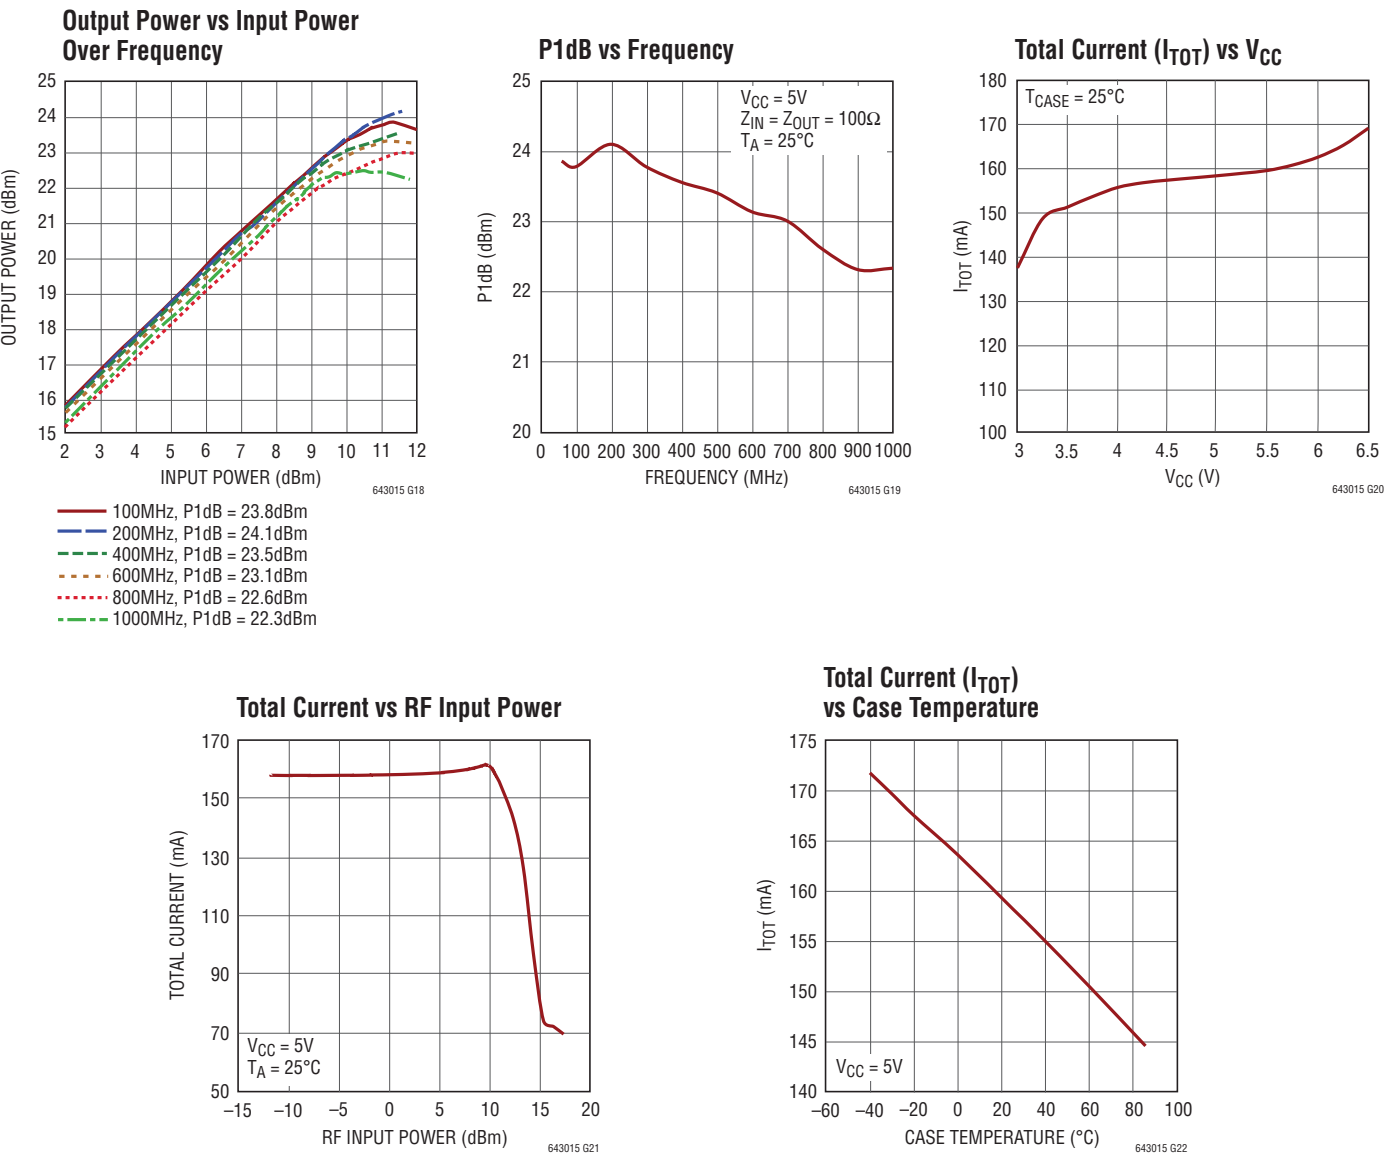 Output Power vs Input Power
Over Frequency
OUTPUT POWER (dBm)
25
24
23
22
21
20
19
18
17
16
15
2 3 4 5 6 7 8 9 10 11 12
INPUT POWER (dBm)
643015 G18
100MHz, P1dB = 23.8dBm
200MHz, P1dB = 24.1dBm
400MHz, P1dB = 23.5dBm
600MHz, P1dB = 23.1dBm
800MHz, P1dB = 22.6dBm
1000MHz, P1dB = 22.3dBm
P1dB vs Frequency
P1dB (dBm)
25
24
23
22
21
20
VCC = 5V
ZIN = ZOUT = 100Ω
TA = 25°C
0 100 200 300 400 500 600 700 800 900 1000
FREQUENCY (MHz)
643015 G19
Total Current (ITOT) vs VCC
ITOT (mA)
180
170
160
150
140
130
120
110
100
TCASE = 25°C
3 3.5 4 4.5 5 5.5 6 6.5
VCC (V)
643015 G20
Total Current vs RF Input Power
TOTAL CURRENT (mA)
170
150
130
110
90
70
50
VCC = 5V
TA = 25°C
–15 –10 –5 0 5 10 15 20
RF INPUT POWER (dBm)
643015 G21
Total Current (ITOT)
vs Case Temperature
ITOT (mA)
175
170
165
160
155
150
145
140
VCC = 5V
–60 –40 –20 0 20 40 60 80 100
CASE TEMPERATURE (°C)
643015 G22